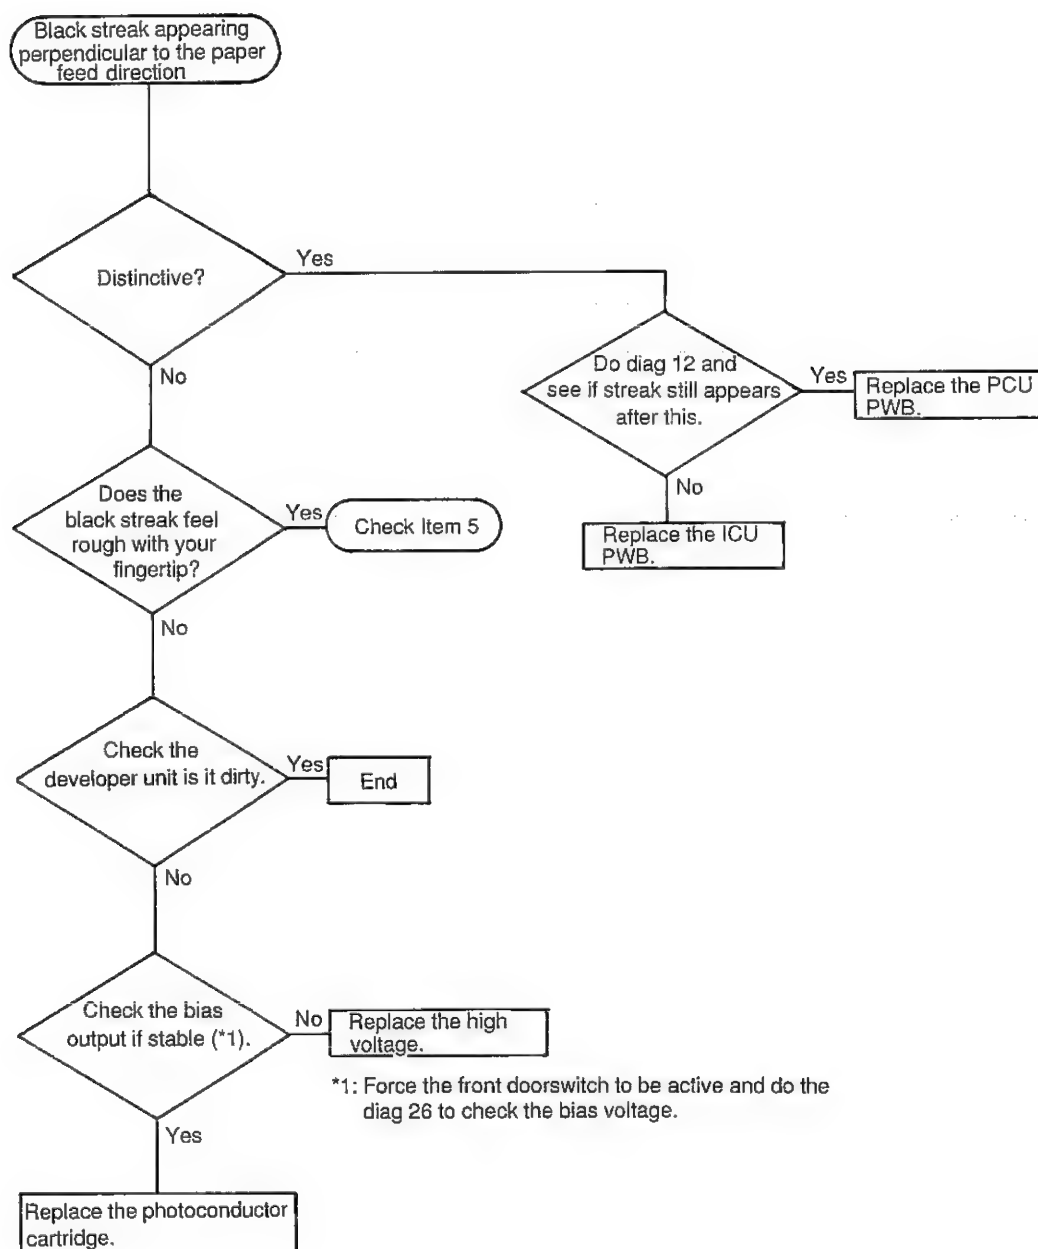 Black streak appearing
perpendicular to the paper
feed direction
Distinctive?
Yes
No
Do diag 12 and
see if streak still appears
after this.
Yes
Replace the PCU
PWB.
No
Replace the ICU
PWB.
Does the
black streak feel
rough with your
fingertip?
Yes
Check Item 5
No
Check the
developer unit is it dirty.
Yes
End
No
Check the bias
output if stable (*1).
No
Replace the high
voltage.
*1: Force the front doorswitch to be active and do the
diag 26 to check the bias voltage.
Yes
Replace the photoconductor
cartridge.